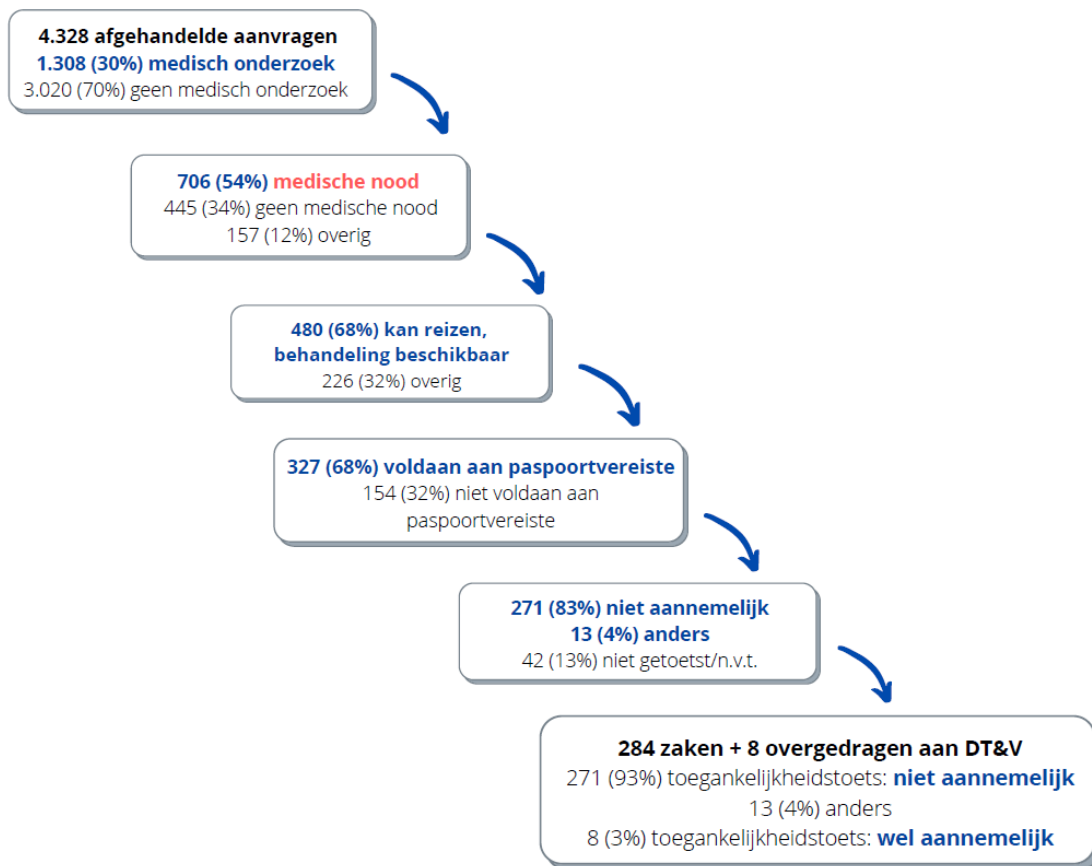 4.328 afgehandelde aanvragen
1.308 (30%) medisch onderzoek
3.020 (70%) geen medisch onderzoek
706 (54%) medische nood
445 (34%) geen medische nood
157 (12%) overig
480 (68%) kan reizen,
behandeling beschikbaar
226 (32%) overig
327 (68%) voldaan aan paspoortvereiste
154 (32%) niet voldaan aan
paspoortvereiste
271 (83%) niet aannemelijk
13 (4%) anders
42 (13%) niet getoetst/n.v.t.
284 zaken + 8 overgedragen aan DT&V
271 (93%) toegankelijkheidstoets: niet aannemelijk
13 (4%) anders
8 (3%) toegankelijkheidstoets: wel aannemelijk